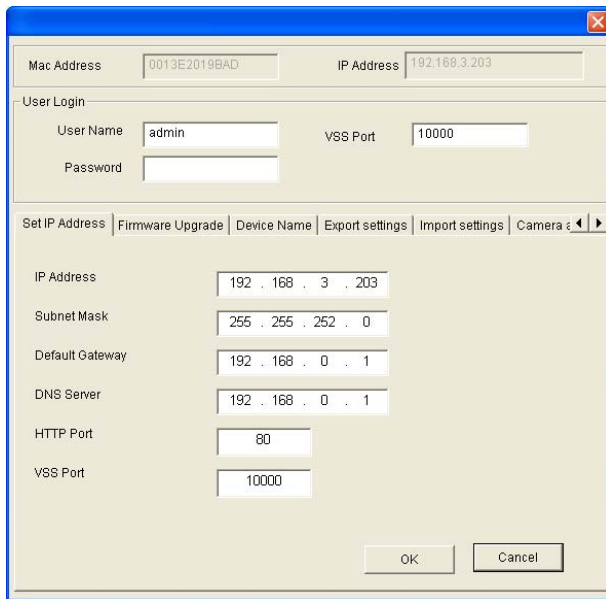 Mac Address 0013E2019BAD IP Address 192.168.3.203
User Login
User Name admin VSS Port 10000
Password
Set IP Address Firmware Upgrade Device Name Export settings Import settings Camera
IP Address 192 . 168 . 3 . 203
Subnet Mask 255 . 255 . 252 . 0
Default Gateway 192 . 168 . 0 . 1
DNS Server 192 . 168 . 0 . 1
HTTP Port 80
VSS Port 10000
OK Cancel